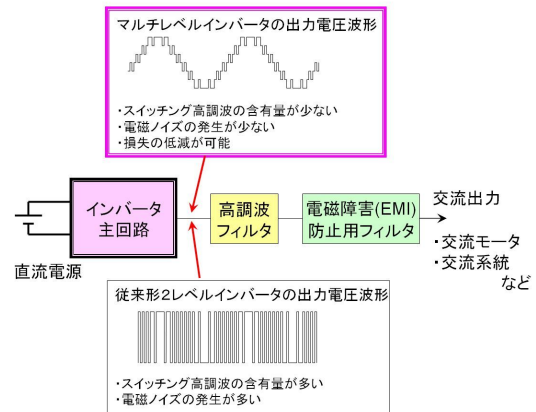 マルチレベルインバータの出力電圧波形
・スイッチング高調波の含有量が少ない
・電磁ノイズの発生が少ない
・損失の低減が可能
インバータ
主回路
高調波
フィルタ
電磁障害(EMI)
防止用フィルタ
交流出力
・交流モータ
・交流系統
など
直流電源
従来形2レベルインバータの出力電圧波形
・スイッチング高調波の含有量が多い
・電磁ノイズの発生が多い